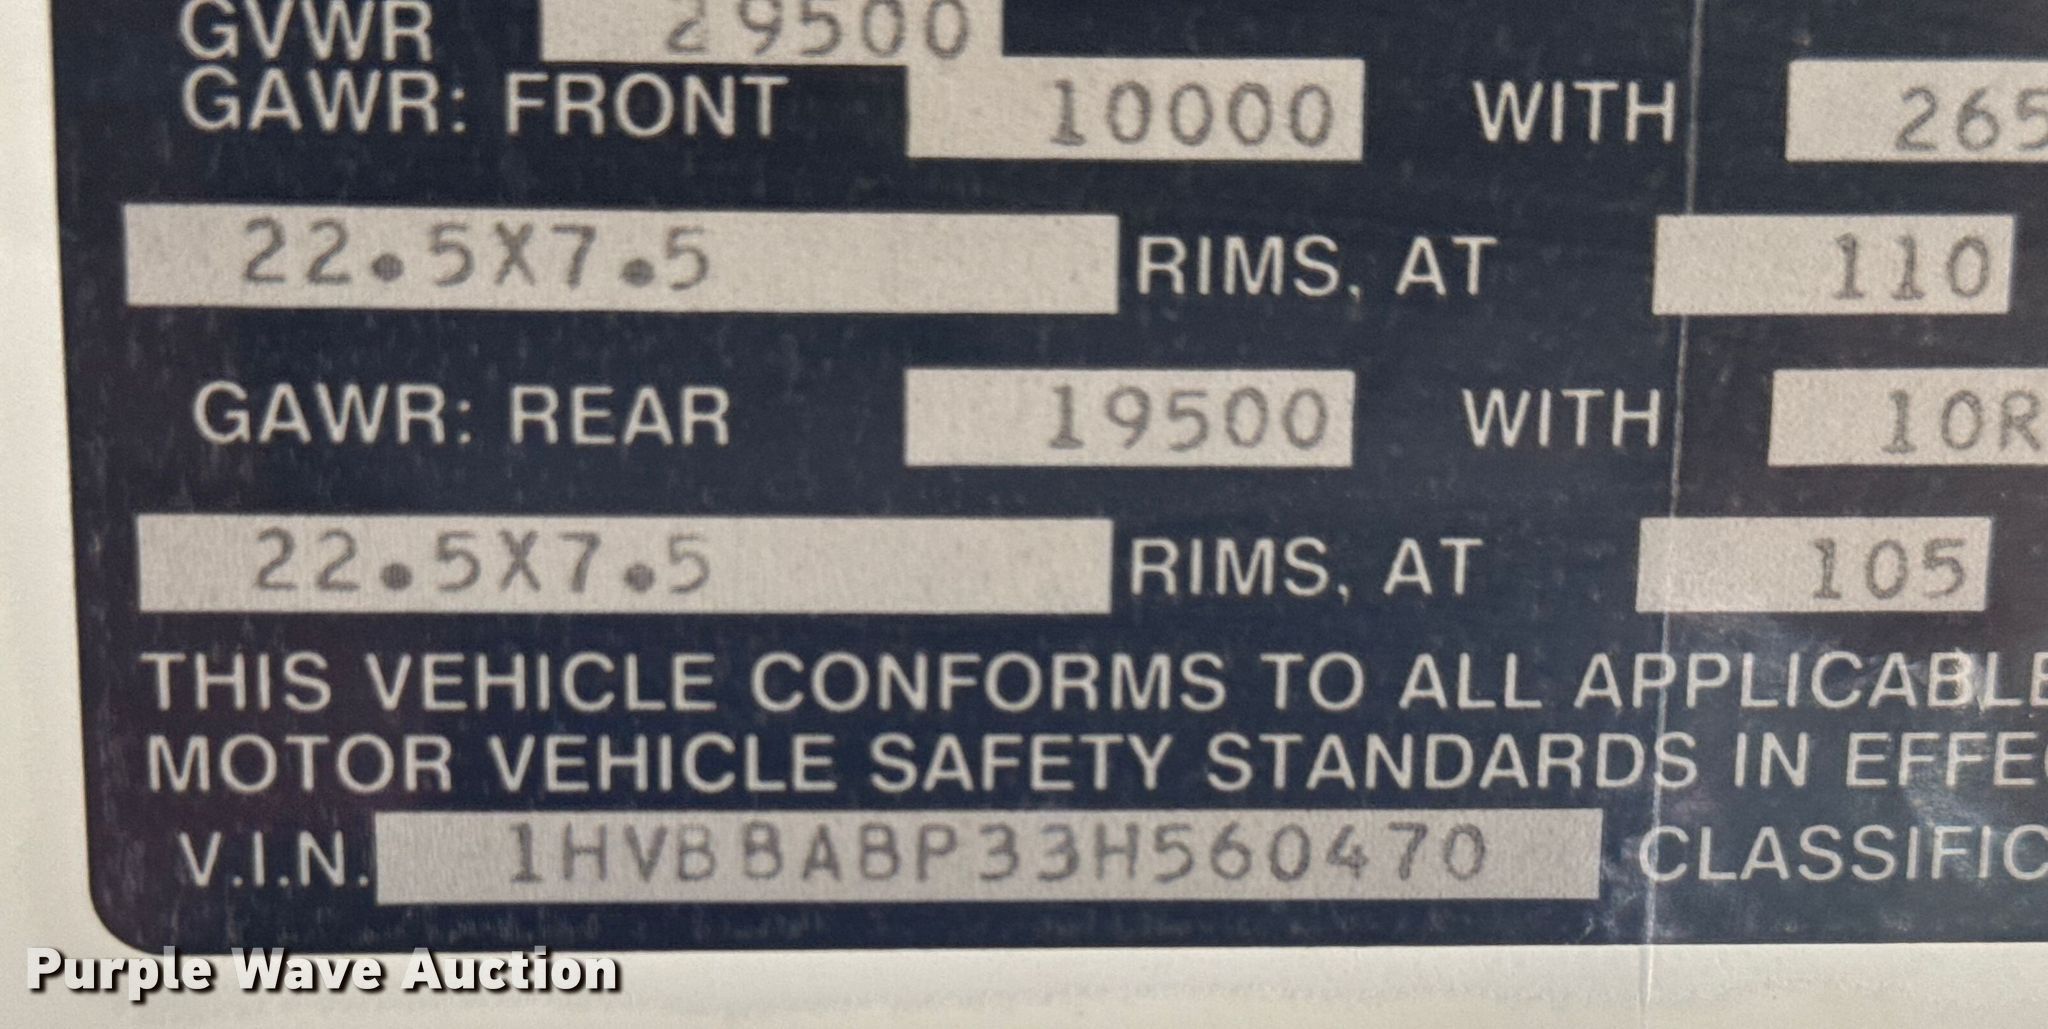 GVWR 29500
GAWR: FRONT 10000 WITH 265
22.5X7.5 RIMS, AT 110
GAWR: REAR 19500 WITH 10R
22.5X7.5 RIMS, AT 105
THIS VEHICLE CONFORMS TO ALL APPLICABLE
MOTOR VEHICLE SAFETY STANDARDS IN EFFEC
V.I.N. 1HVBBABP33H560470 CLASSIFIC
Purple Wave Auction